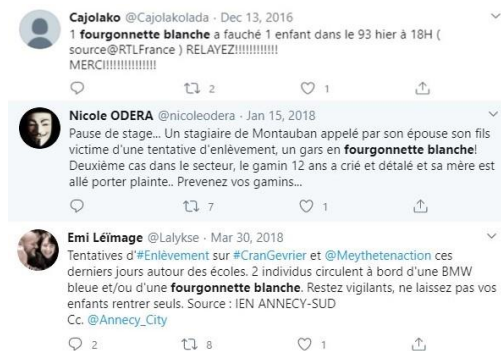 Cajolako @Cajolakolada · Dec 13, 2016
1 fourgonnette blanche a fauché 1 enfant dans le 93 hier à 18H (
source@RTLFrance ) RELAYEZ!!!!!!!!!!!!
MERCI!!!!!!!!!!!!!!!
2 1
Nicole ODERA @nicoleodera · Jan 15, 2018
Pause de stage... Un stagiaire de Montauban appelé par son épouse son fils
victime d'une tentative d'enlèvement, un gars en fourgonnette blanche!
Deuxième cas dans le secteur, le gamin 12 ans a crié et détalé et sa mère est
allé porter plainte.. Prevenez vos gamins...
7 1
Emi Léïmage @Lalykse · Mar 30, 2018
Tentatives d'#Enlèvement sur #CranGevrier et @Meythetenaction ces
derniers jours autour des écoles. 2 individus circulent à bord d'une BMW
bleue et/ou d'une fourgonnette blanche. Restez vigilants, ne laissez pas vos
enfants rentrer seuls. Source : IEN ANNECY-SUD
Cc. @Annecy_City
2 8 1